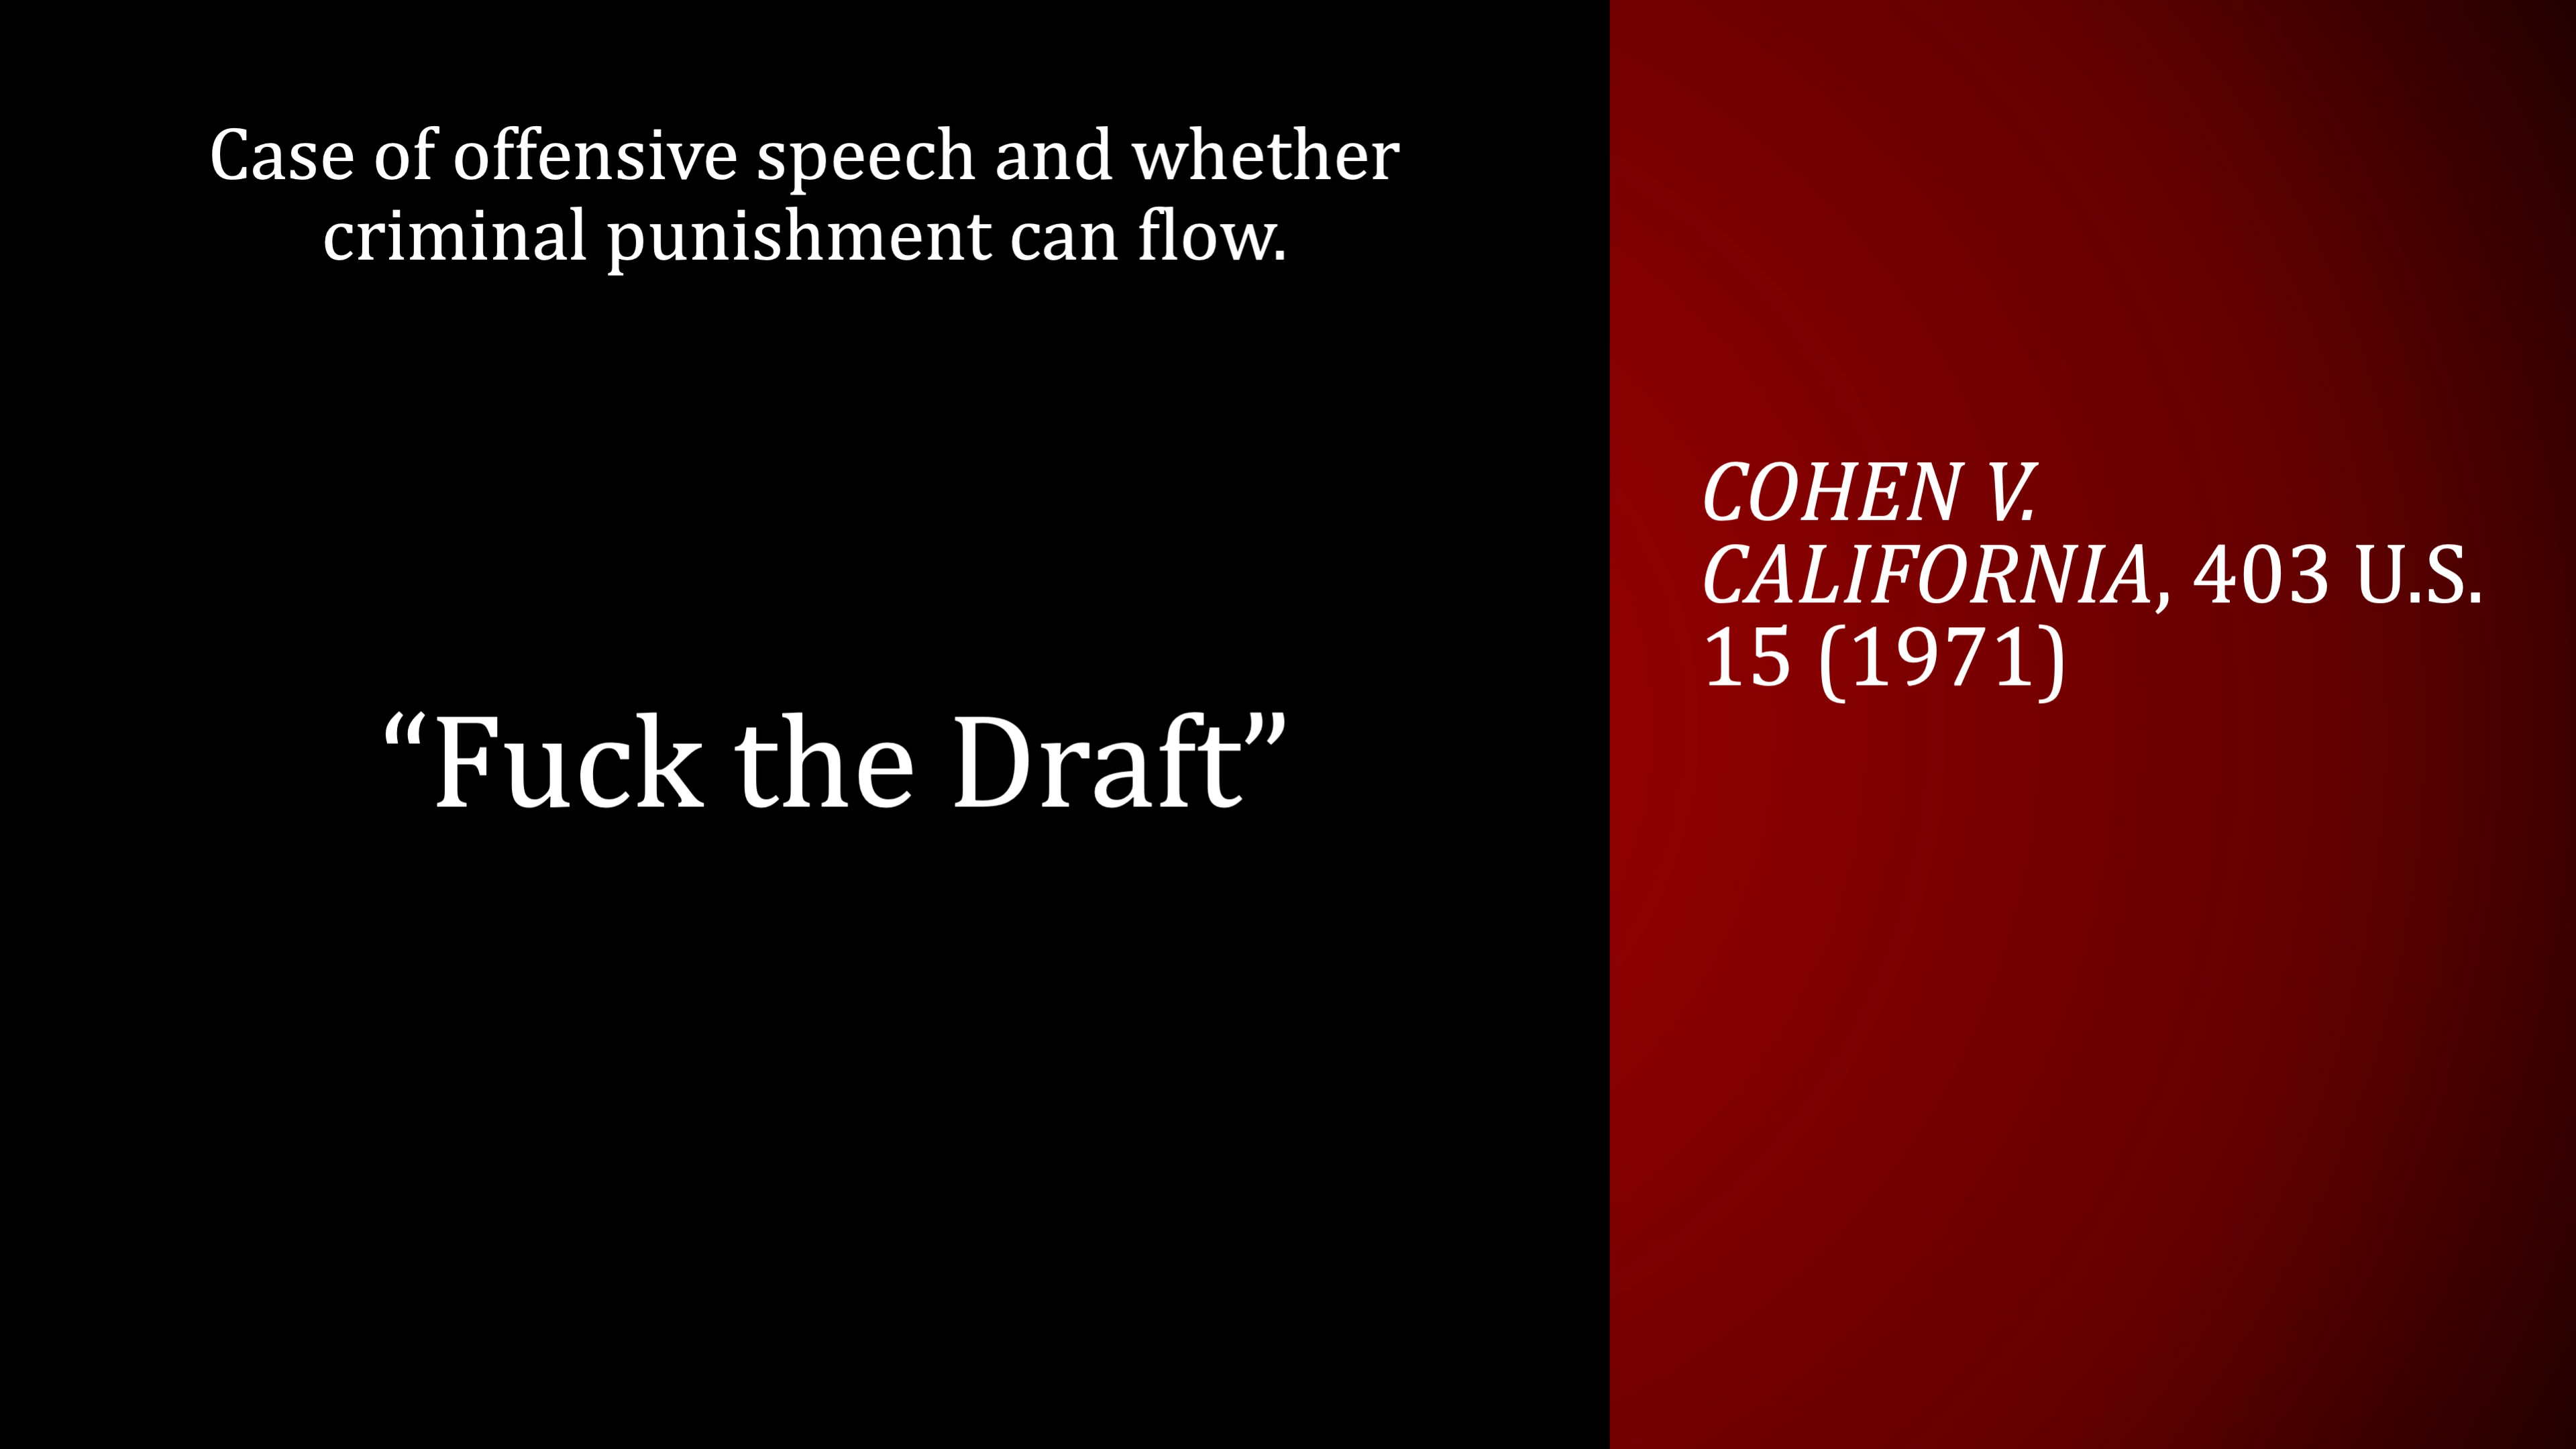 Case of offensive speech and whether
criminal punishment can flow.
“Fuck the Draft”
COHEN V.
CALIFORNIA, 403 U.S.
15 (1971)